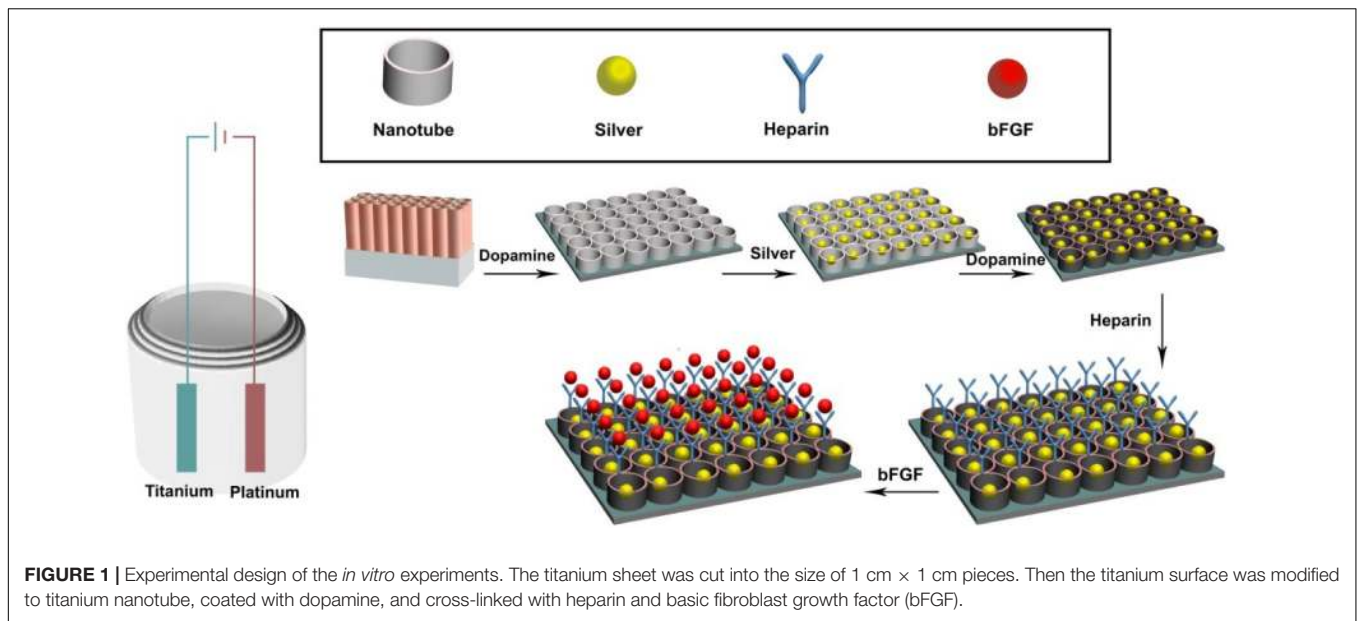 Nanotube
Silver
Heparin
bFGF
Dopamine
Silver
Dopamine
Heparin
bFGF
Titanium
Platinum
FIGURE 1 | Experimental design of the in vitro experiments. The titanium sheet was cut into the size of 1 cm × 1 cm pieces. Then the titanium surface was modified
to titanium nanotube, coated with dopamine, and cross-linked with heparin and basic fibroblast growth factor (bFGF).